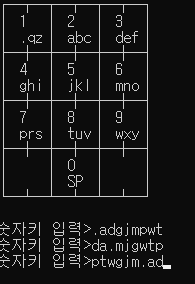 1 2 3
.qz abc def
4 5 6
ghi jkl mno
7 8 9
prs tuv wxy
0
SP
숫자키 입력>.adgjmpwt
숫자키 입력>da.mjgwtp
숫자키 입력>ptwgjm.ad